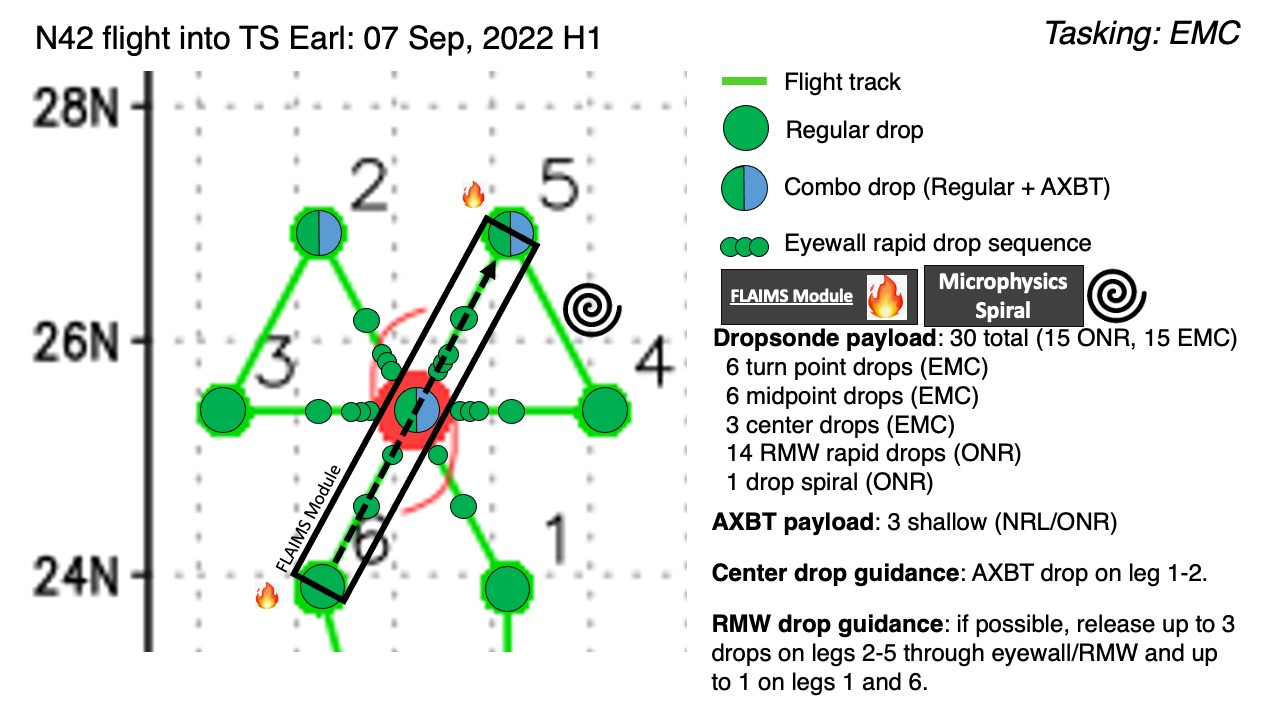 N42 flight into TS Earl: 07 Sep, 2022 H1
Tasking: EMC
28N
26N
24N
2
5
3
4
6
1
FLAIMS Module
Flight track
Regular drop
Combo drop (Regular + AXBT)
Eyewall rapid drop sequence
FLAIMS Module
Microphysics
Spiral
Dropsonde payload: 30 total (15 ONR, 15 EMC)
6 turn point drops (EMC)
6 midpoint drops (EMC)
3 center drops (EMC)
14 RMW rapid drops (ONR)
1 drop spiral (ONR)
AXBT payload: 3 shallow (NRL/ONR)
Center drop guidance: AXBT drop on leg 1-2.
RMW drop guidance: if possible, release up to 3
drops on legs 2-5 through eyewall/RMW and up
to 1 on legs 1 and 6.